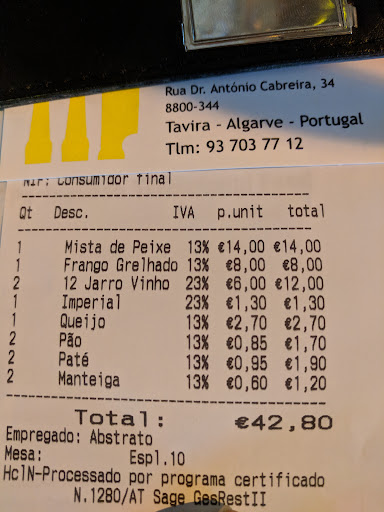 Rua Dr. António Cabreira, 34
8800-344
Tavira - Algarve - Portugal
Tlm: 93 703 77 12
NIF: Consumidor final
Qt Desc. IVA p.unit total
1 Mista de Peixe 13% €14,00 €14,00
1 Frango Grelhado 13% €8,00 €8,00
2 12 Jarro Vinho 23% €6,00 €12,00
1 Imperial 23% €1,30 €1,30
1 Queijo 13% €2,70 €2,70
2 Pão 13% €0,85 €1,70
2 Paté 13% €0,95 €1,90
2 Manteiga 13% €0,60 €1,20
Total: €42,80
Empregado: Abstrato
Mesa: Espl.10
HclN-Processado por programa certificado
N.1280/AT Sage GesRestII